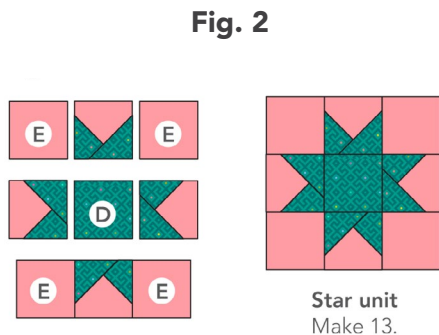 Fig. 2
E E
D
E E
Star unit
Make 13.